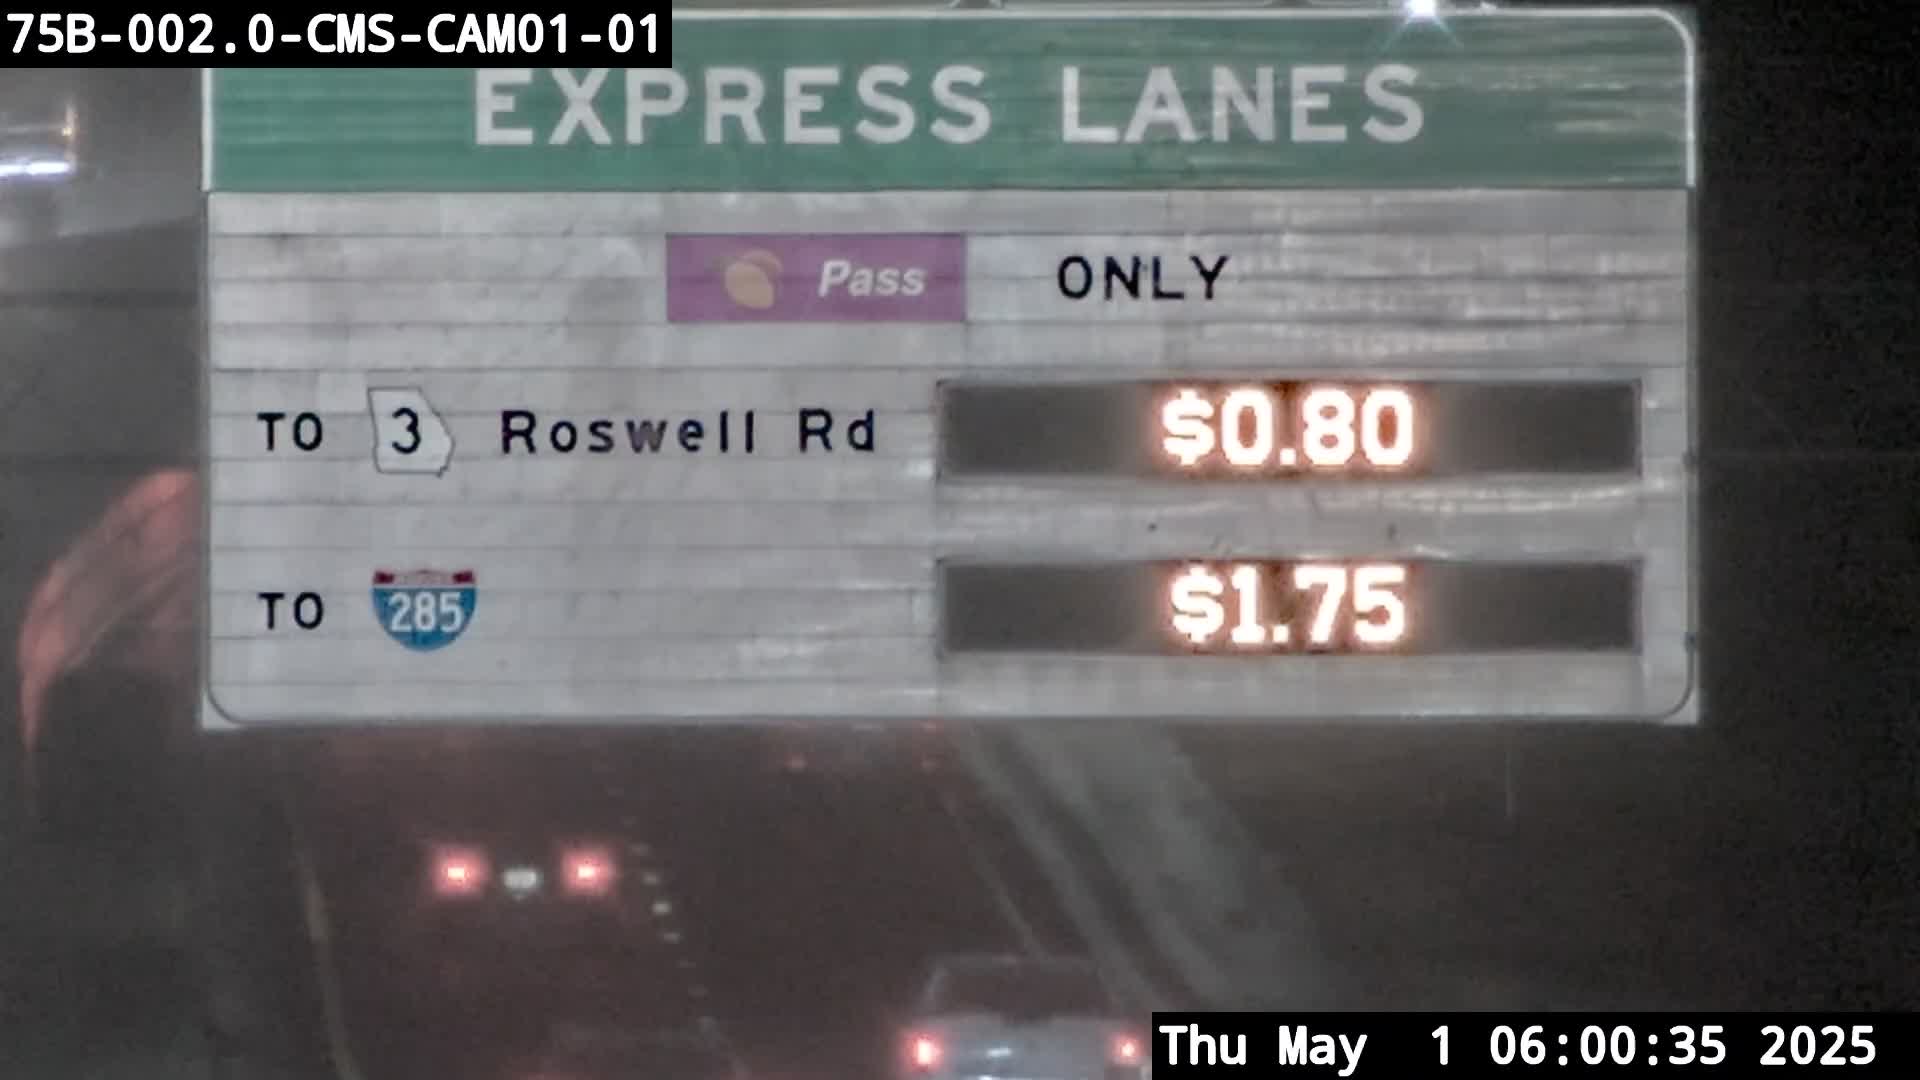 75B-002.0-CMS-CAM01-01
EXPRESS LANES
Pass ONLY
TO 3 Roswell Rd $0.80
TO 285 $1.75
Thu May 1 06:00:35 2025